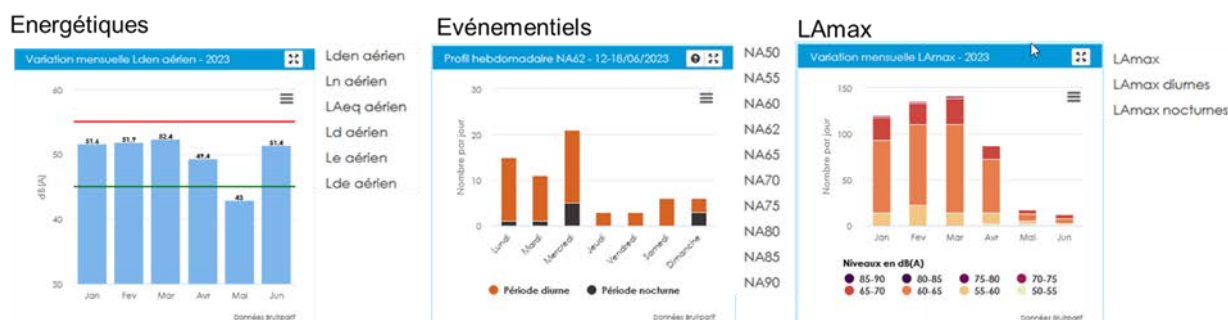 Energétiques
Variation mensuelle Lden aérien - 2023
60
50
40
30
dB(A)
51.6
51.9
52.4
49.4
43
51.4
Jan
Fev
Mar
Avr
Mai
Jun
Données Bruitparif
Lden aérien
Ln aérien
LAeq aérien
Ld aérien
Le aérien
Lde aérien
Evénementiels
Profil hebdomadaire NA62 - 12-18/06/2023
?
30
20
10
0
Nombre par jour
Lundi
Mardi
Mercredi
Jeudi
Vendredi
Samedi
Dimanche
Période diurne
Période nocturne
Données Bruitparif
NA50
NA55
NA60
NA62
NA65
NA70
NA75
NA80
NA85
NA90
LAmax
Variation mensuelle LAmax - 2023
150
100
50
0
Nombre par jour
Jan
Fev
Mar
Avr
Mai
Jun
Niveaux en dB(A)
85-90 80-85 75-80 70-75
65-70 60-65 55-60 50-55
Données Bruitparif
LAmax
LAmax diurnes
LAmax nocturnes